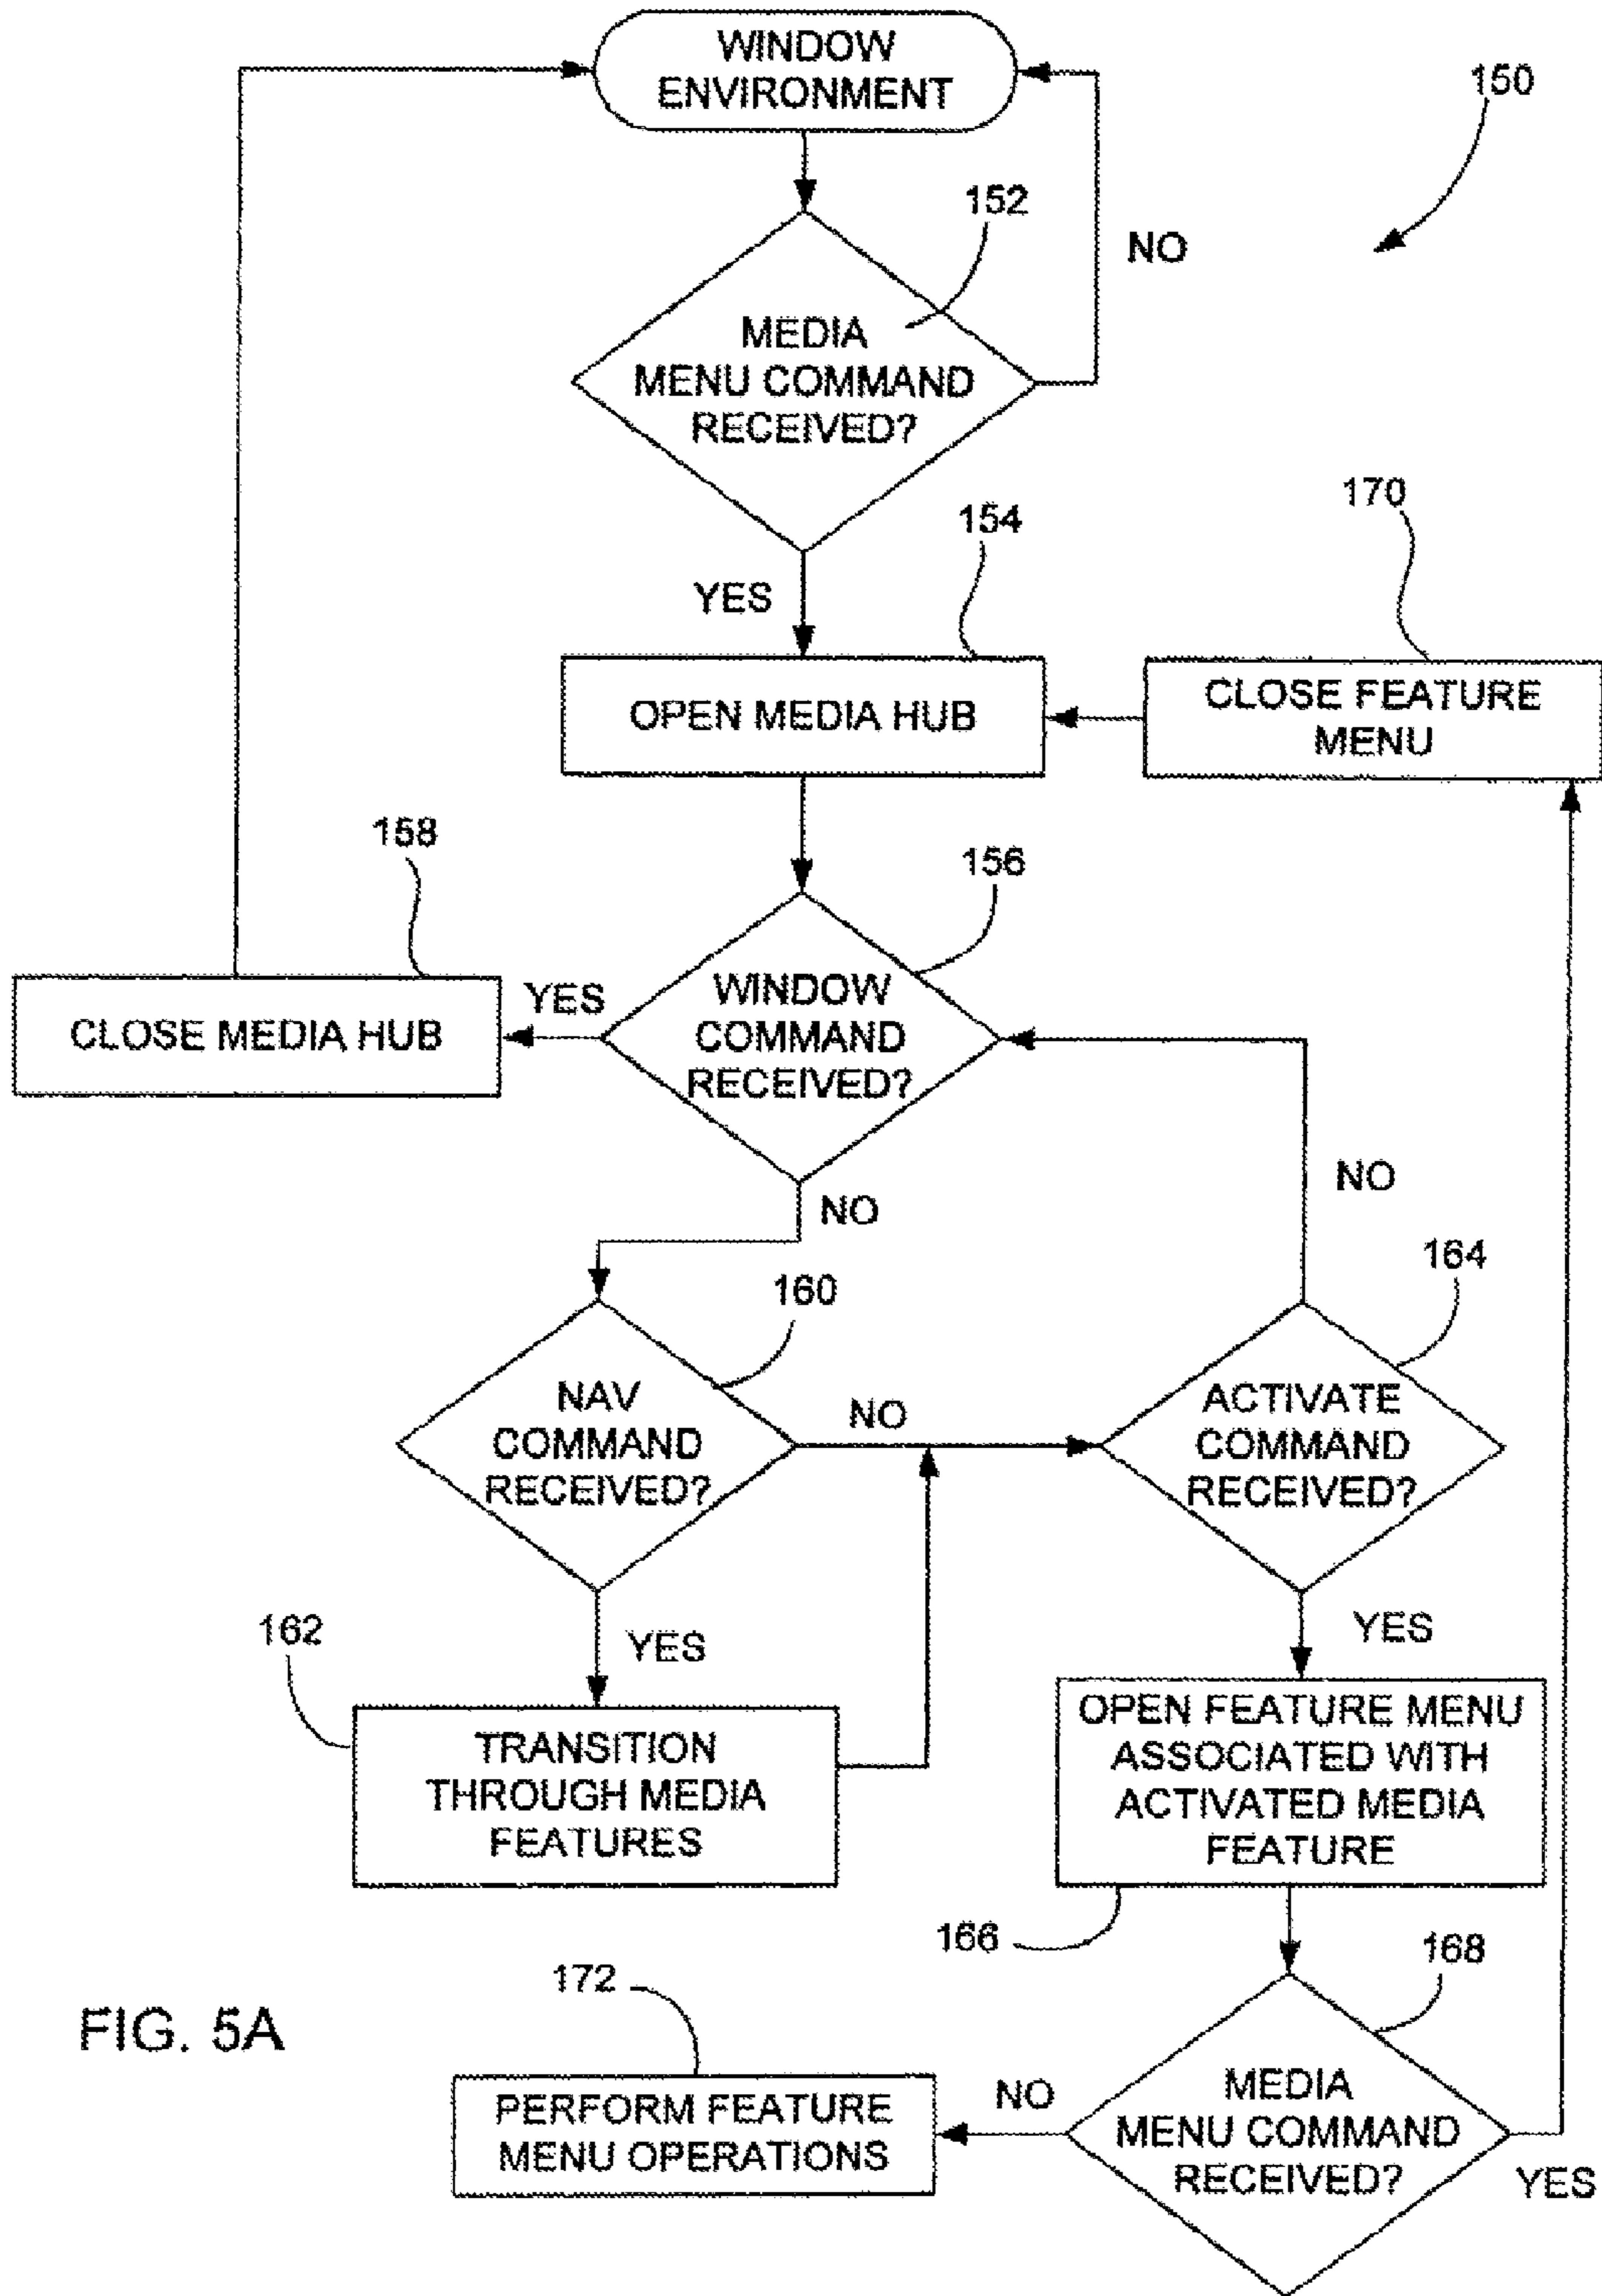 WINDOW
ENVIRONMENT
150
152
NO
MEDIA
MENU COMMAND
RECEIVED?
YES
154
170
OPEN MEDIA HUB
CLOSE FEATURE
MENU
158
156
CLOSE MEDIA HUB
YES
WINDOW
COMMAND
RECEIVED?
NO
NO
160
164
NAV
COMMAND
RECEIVED?
NO
ACTIVATE
COMMAND
RECEIVED?
162
YES
YES
TRANSITION
THROUGH MEDIA
FEATURES
OPEN FEATURE MENU
ASSOCIATED WITH
ACTIVATED MEDIA
FEATURE
166
168
172
FIG. 5A
PERFORM FEATURE
MENU OPERATIONS
NO
MEDIA
MENU COMMAND
RECEIVED?
YES